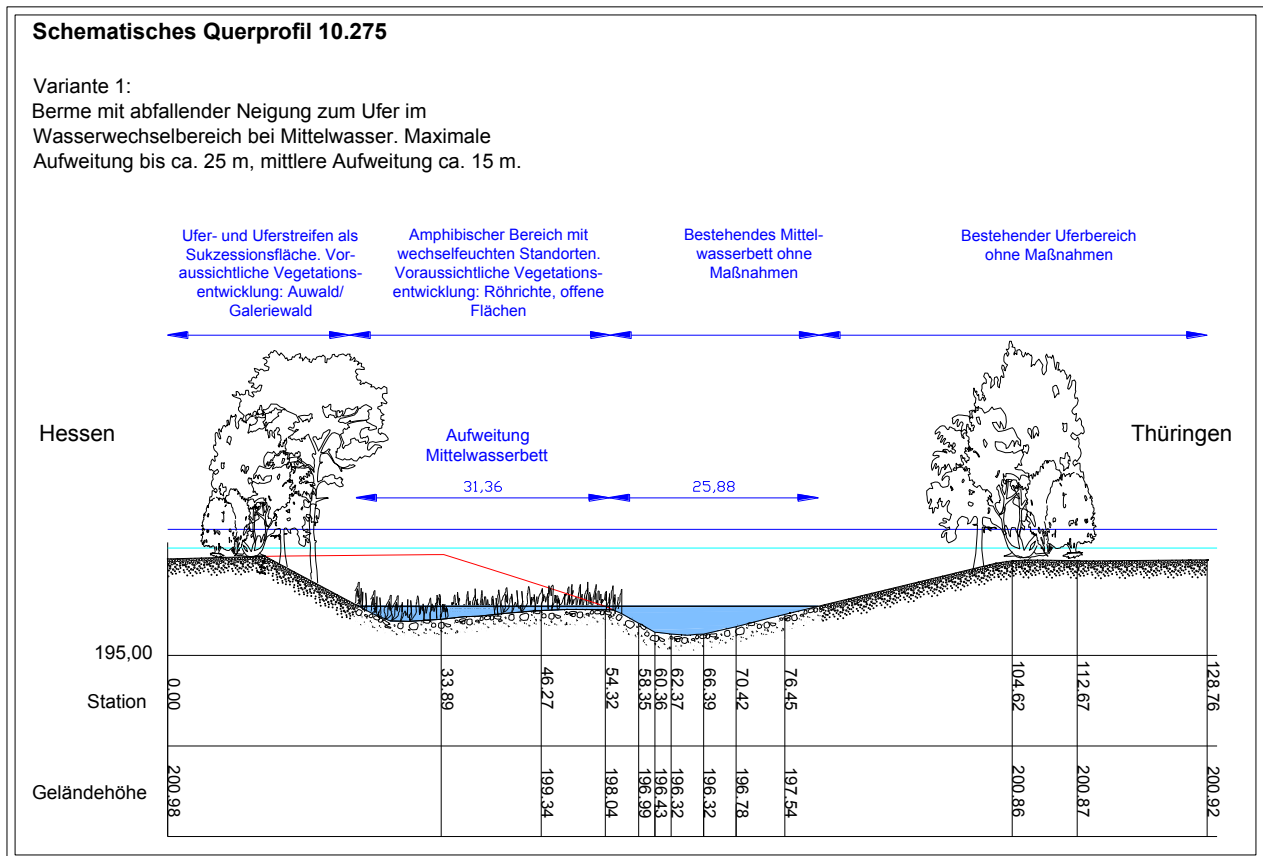 Schematisches Querprofil 10.275
Variante 1:
Berme mit abfallender Neigung zum Ufer im
Wasserwechselbereich bei Mittelwasser. Maximale
Aufweitung bis ca. 25 m, mittlere Aufweitung ca. 15 m.
Ufer- und Uferstreifen als
Sukzessionsfläche. Vor-
aussichtliche Vegetations-
entwicklung: Auwald/
Galeriewald
Amphibischer Bereich mit
wechselfeuchten Standorten.
Voraussichtliche Vegetations-
entwicklung: Röhrichte, offene
Flächen
Bestehendes Mittel-
wasserbett ohne
Maßnahmen
Bestehender Uferbereich
ohne Maßnahmen
Hessen
Aufweitung
Mittelwasserbett
Thüringen
31,36
25,88
195,00
Station
0.00
33.89
46.27
54.32
58.35
60.36
62.37
66.39
70.42
76.45
104.62
112.67
128.76
Geländehöhe
200.98
199.34
198.04
196.99
196.43
196.32
196.32
196.78
197.54
200.86
200.87
200.92